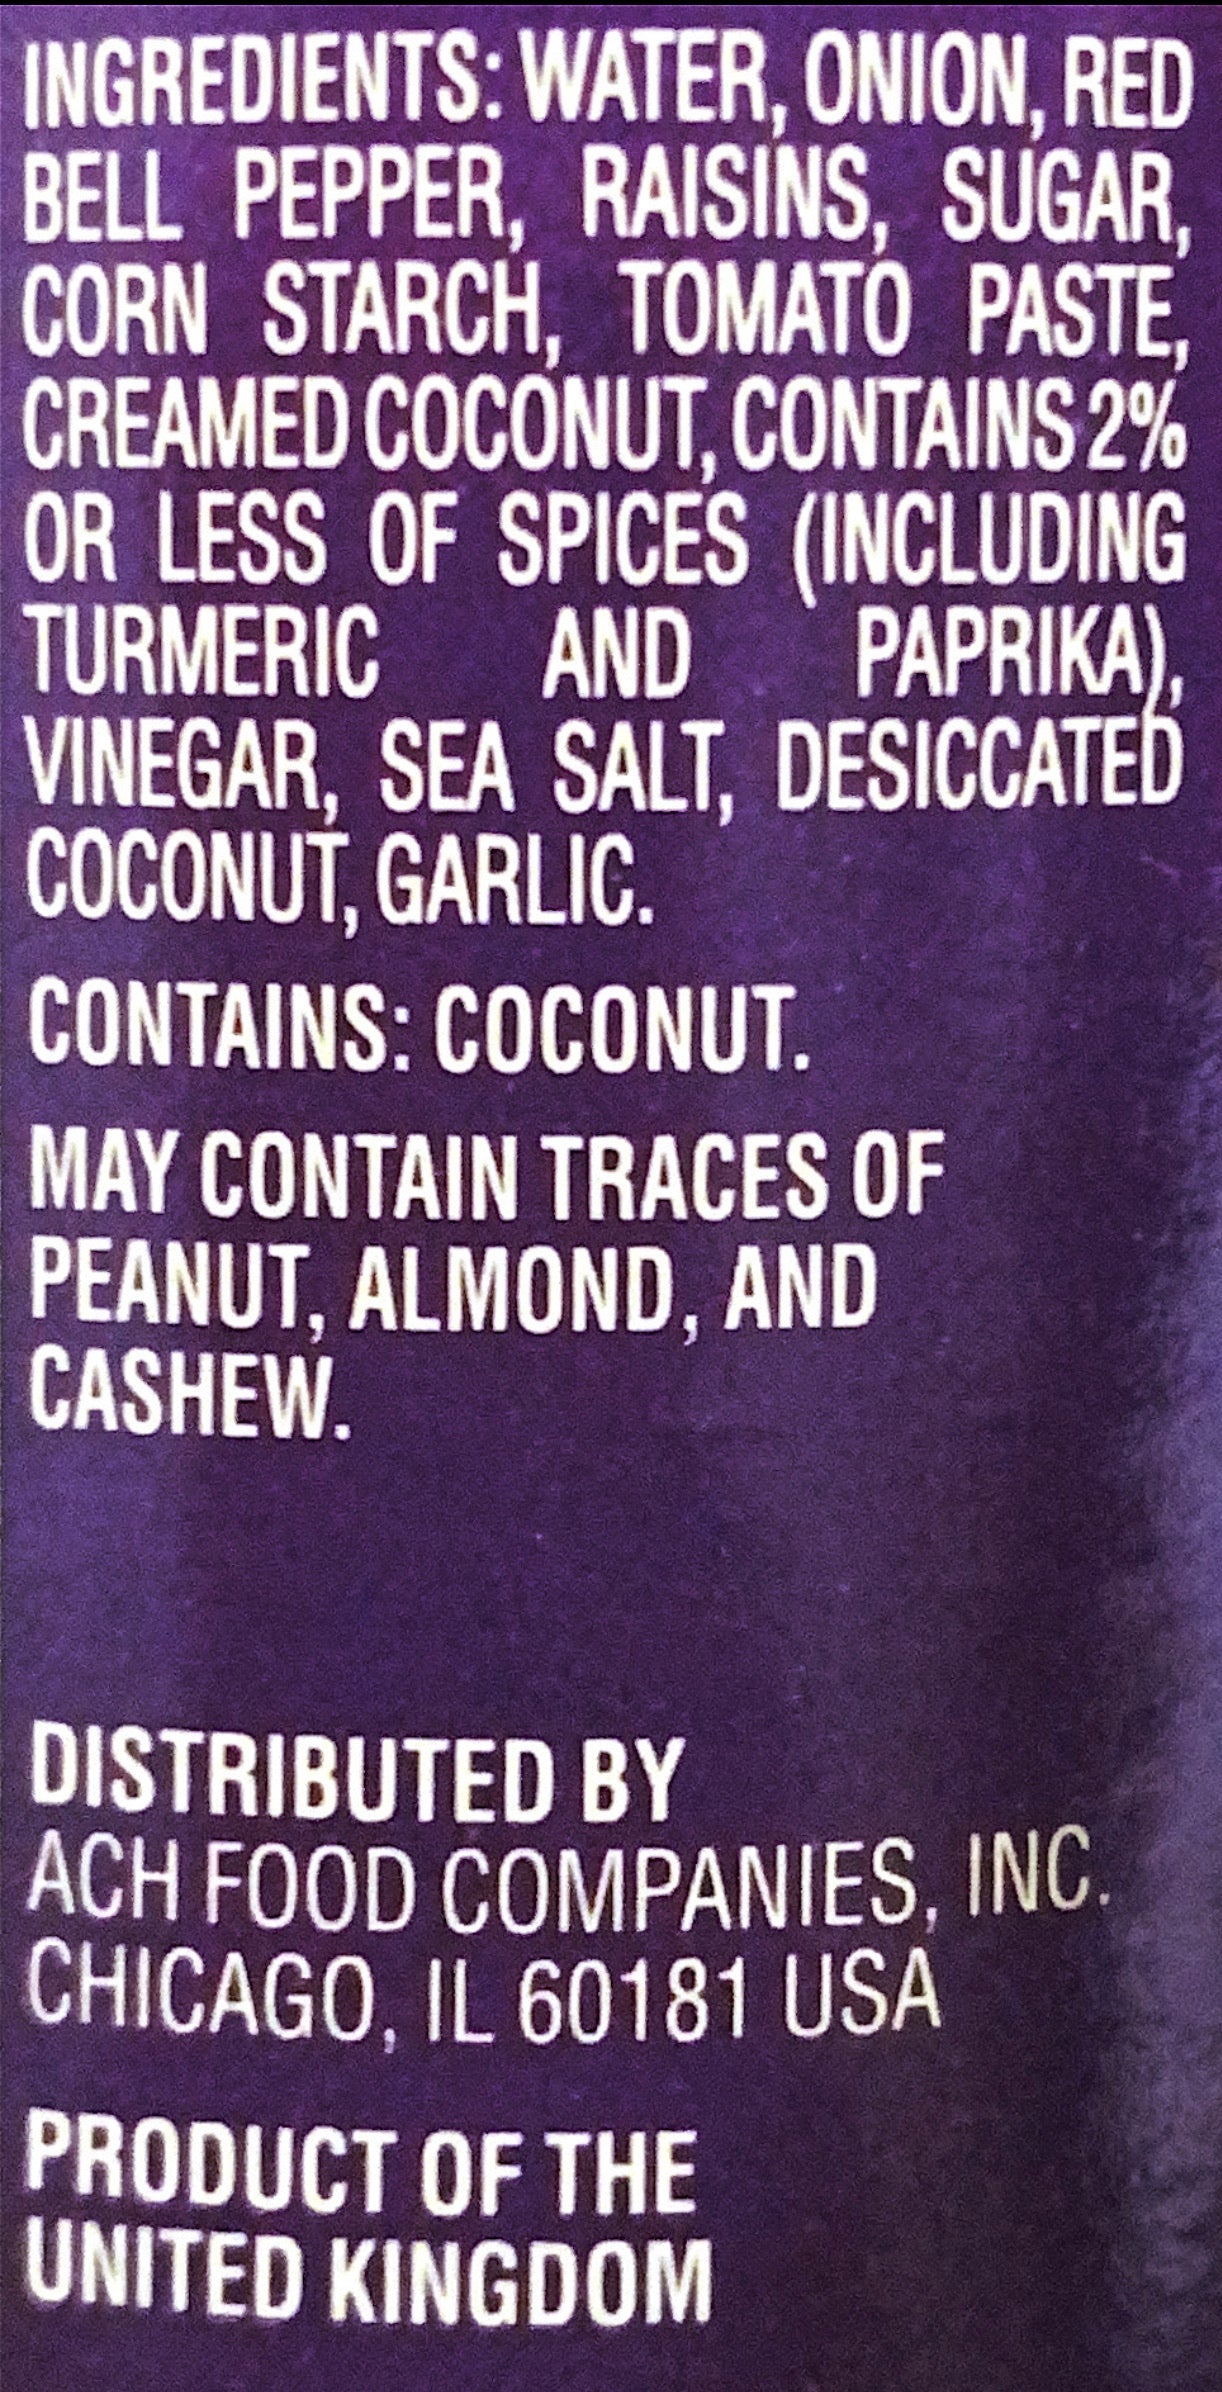 INGREDIENTS: WATER, ONION, RED
BELL PEPPER, RAISINS, SUGAR,
CORN STARCH, TOMATO PASTE,
CREAMED COCONUT, CONTAINS 2%
OR LESS OF SPICES (INCLUDING
TURMERIC AND PAPRIKA),
VINEGAR, SEA SALT, DESICCATED
COCONUT, GARLIC.
CONTAINS: COCONUT.
MAY CONTAIN TRACES OF
PEANUT, ALMOND, AND
CASHEW.
DISTRIBUTED BY
ACH FOOD COMPANIES, INC.
CHICAGO, IL 60181 USA
PRODUCT OF THE
UNITED KINGDOM